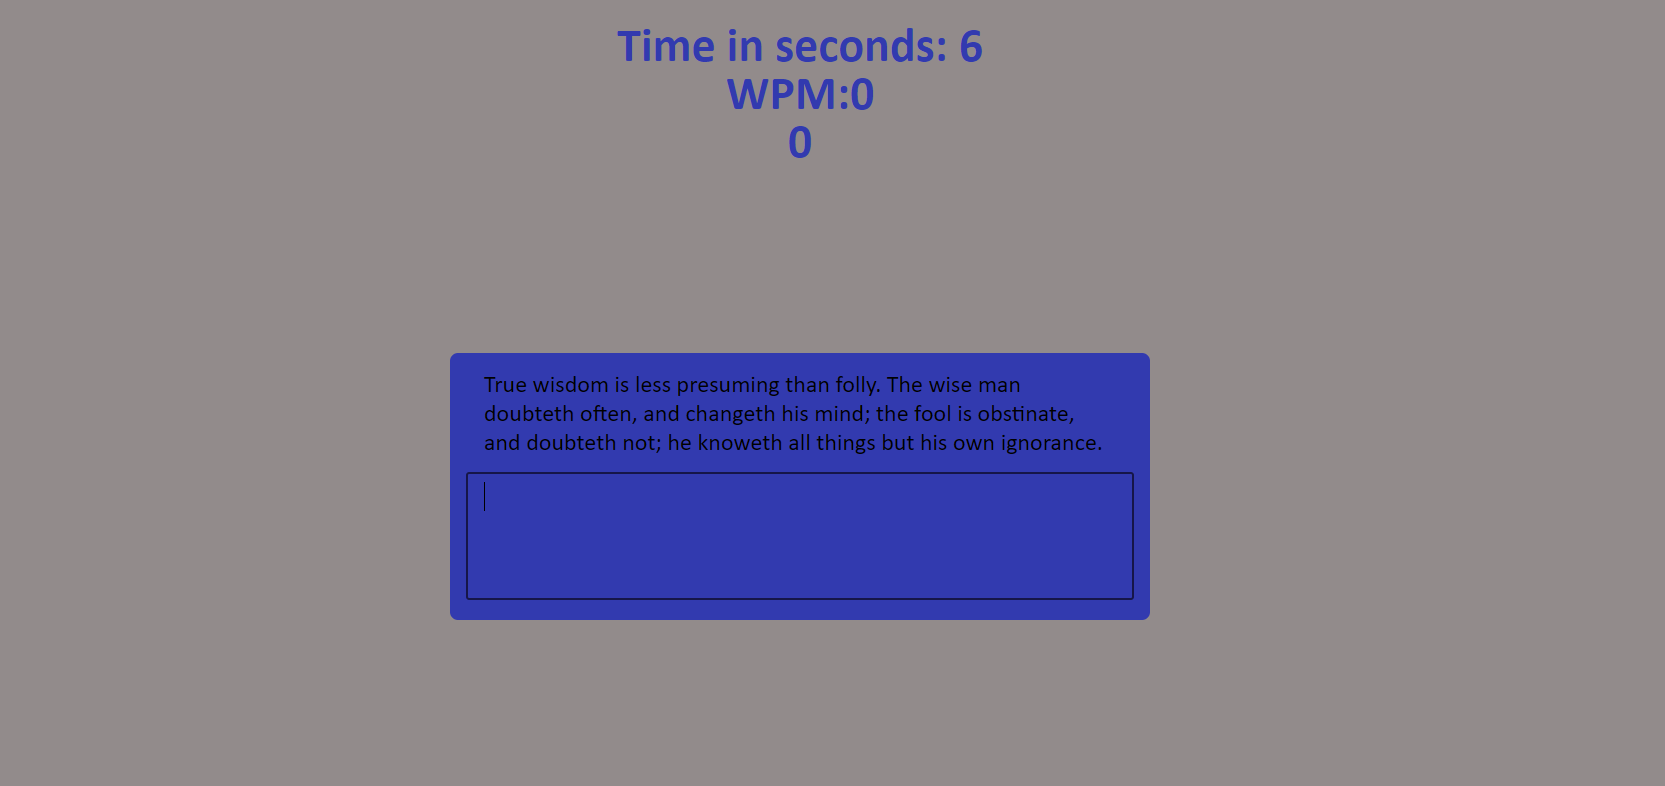 Time in seconds: 6
WPM:0
0
True wisdom is less presuming than folly. The wise man
doubteth often, and changeth his mind; the fool is obstinate,
and doubteth not; he knoweth all things but his own ignorance.